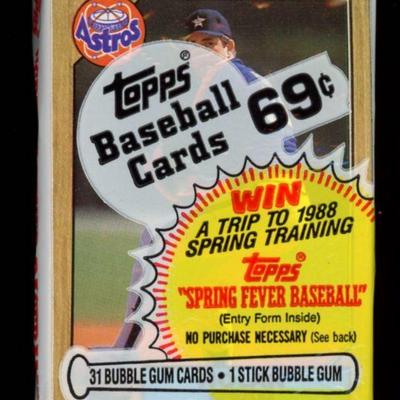 Astros
Topps®
Baseball
Cards 69¢
WIN
A TRIP TO 1988
SPRING TRAINING
Topps®
"SPRING FEVER BASEBALL"
(Entry Form Inside)
NO PURCHASE NECESSARY (See back)
31 BUBBLE GUM CARDS • 1 STICK BUBBLE GUM